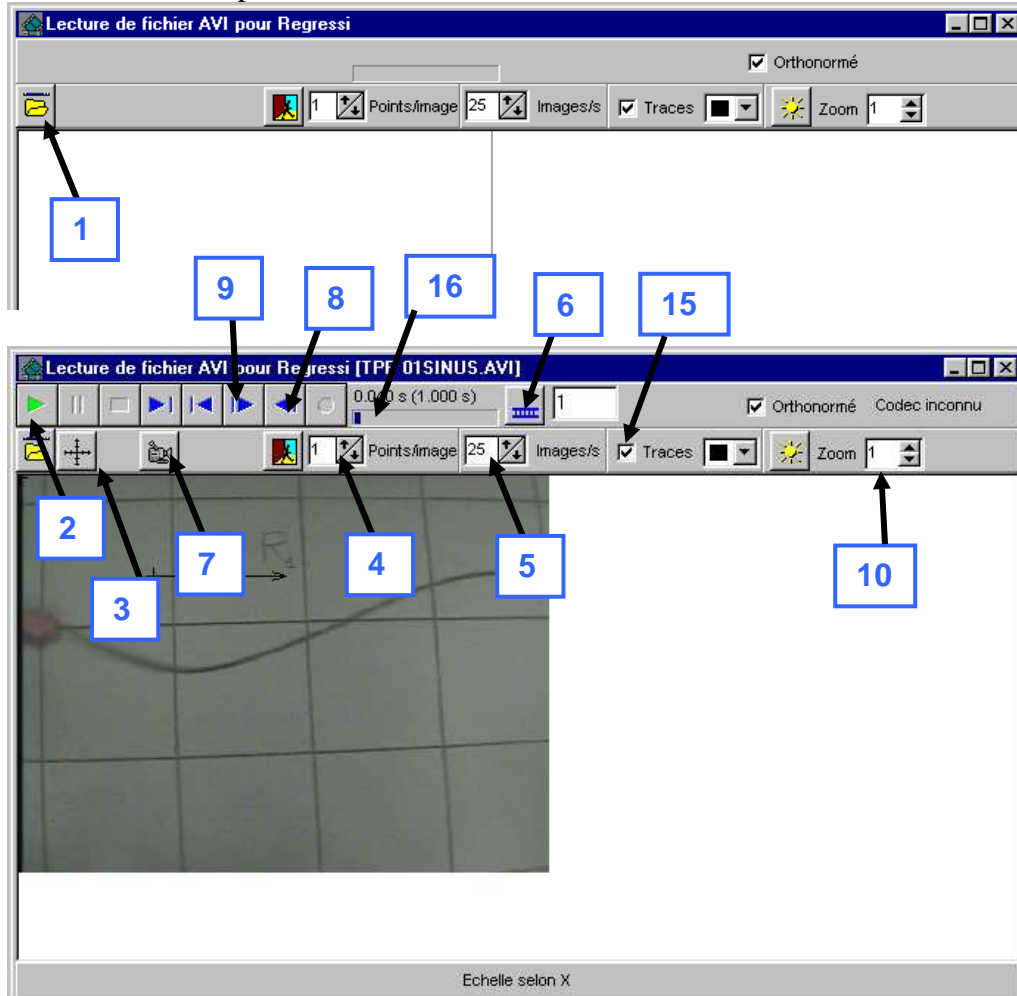 Lecture de fichier AVI pour Regressi
Orthonormé
1 Points/image 25 Images/s Traces Zoom 1
1
9 8 16 6 15
Lecture de fichier AVI pour Regressi 01SINUS.AVI]
s (1.000 s) 1 Orthonormé Codec inconnu
1 Points/image 25 Images/s Traces Zoom 1
2 7 4 5 10
3
Echelle selon X